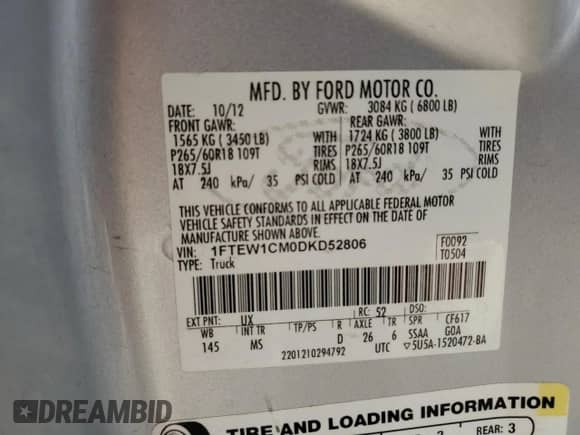 MFD. BY FORD MOTOR CO.
DATE: 10/12 GVWR: 3084 KG ( 6800 LB)
FRONT GAWR: REAR GAWR:
1565 KG ( 3450 LB) WITH 1724 KG ( 3800 LB) WITH
P265/60R18 109T TIRES P265/60R18 109T TIRES
18X7.5J RIMS 18X7.5J RIMS
AT 240 kPa/ 35 PSI COLD AT 240 kPa/ 35 PSI COLD
THIS VEHICLE CONFORMS TO ALL APPLICABLE FEDERAL MOTOR
VEHICLE SAFETY STANDARDS IN EFFECT ON THE DATE OF
MANUFACTURE SHOWN ABOVE.
VIN: 1FTEW1CM0DKD52806 F0092
TYPE: Truck T0504
EXT PNT: UX RC: 52 DSO:
WB INT TR TP/PS R AXLE TR SPR CF617
145 MS D 26 6 SSAA GOA
2201210294792 UTC ▽5U5A-1520472-BA
TIRE AND LOADING INFORMATION
REAR: 3
DREAMBID